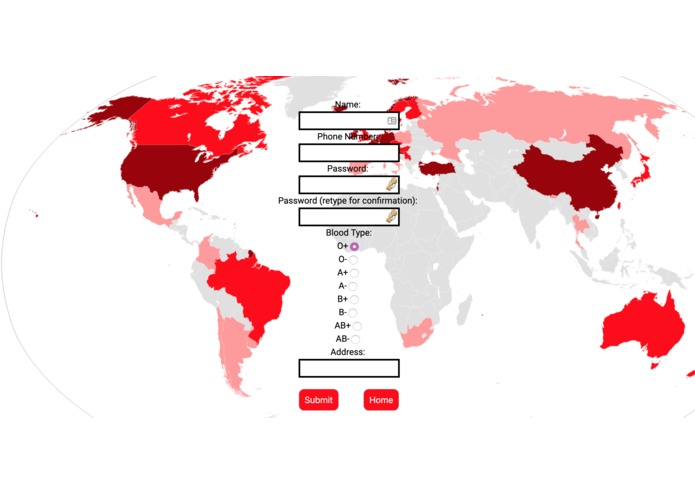 Name:
Phone Number:
Password:
Password (retype for confirmation):
Blood Type:
O+
O-
A+
A-
B+
B-
AB+
AB-
Address:
Submit Home